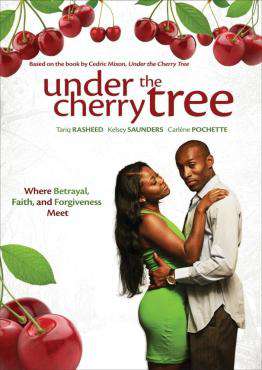 Based on the book by Cedric Mixon, Under the Cherry Tree
under the
cherry tree
Tariq RASHEED Kelsey SAUNDERS Carlène POCHETTE
Where Betrayal,
Faith, and Forgiveness
Meet